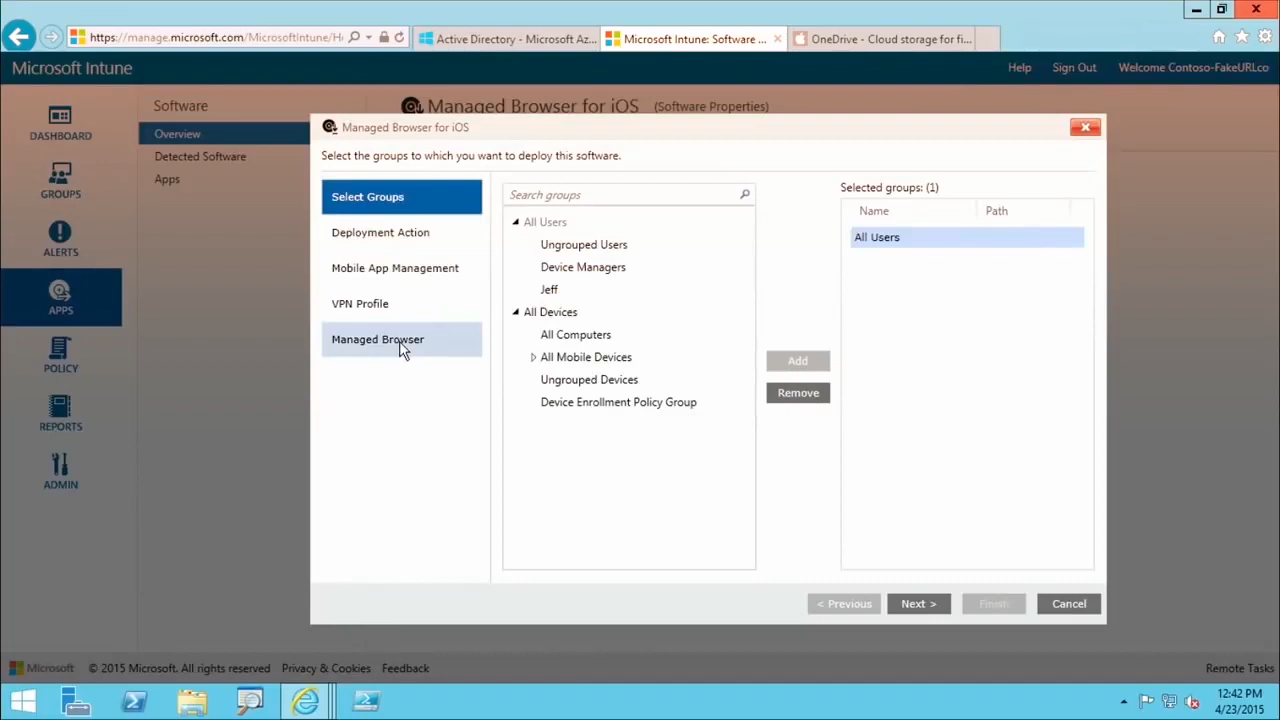 https://manage.microsoft.com/MicrosoftIntune/H
Active Directory - Microsoft Az...
Microsoft Intune: Software ...
OneDrive - Cloud storage for fi...
Microsoft Intune
Help
Sign Out
Welcome Contoso-FakeURLco
DASHBOARD
GROUPS
ALERTS
APPS
POLICY
REPORTS
ADMIN
Software
Overview
Detected Software
Apps
Managed Browser for iOS (Software Properties)
Managed Browser for iOS
Select the groups to which you want to deploy this software.
Select Groups
Deployment Action
Mobile App Management
VPN Profile
Managed Browser
Search groups
All Users
Ungrouped Users
Device Managers
Jeff
All Devices
All Computers
All Mobile Devices
Ungrouped Devices
Device Enrollment Policy Group
Add
Remove
Selected groups: (1)
Name
Path
All Users
< Previous
Next >
Finish
Cancel
Microsoft © 2015 Microsoft. All rights reserved
Privacy & Cookies
Feedback
Remote Tasks
12:42 PM
4/23/2015